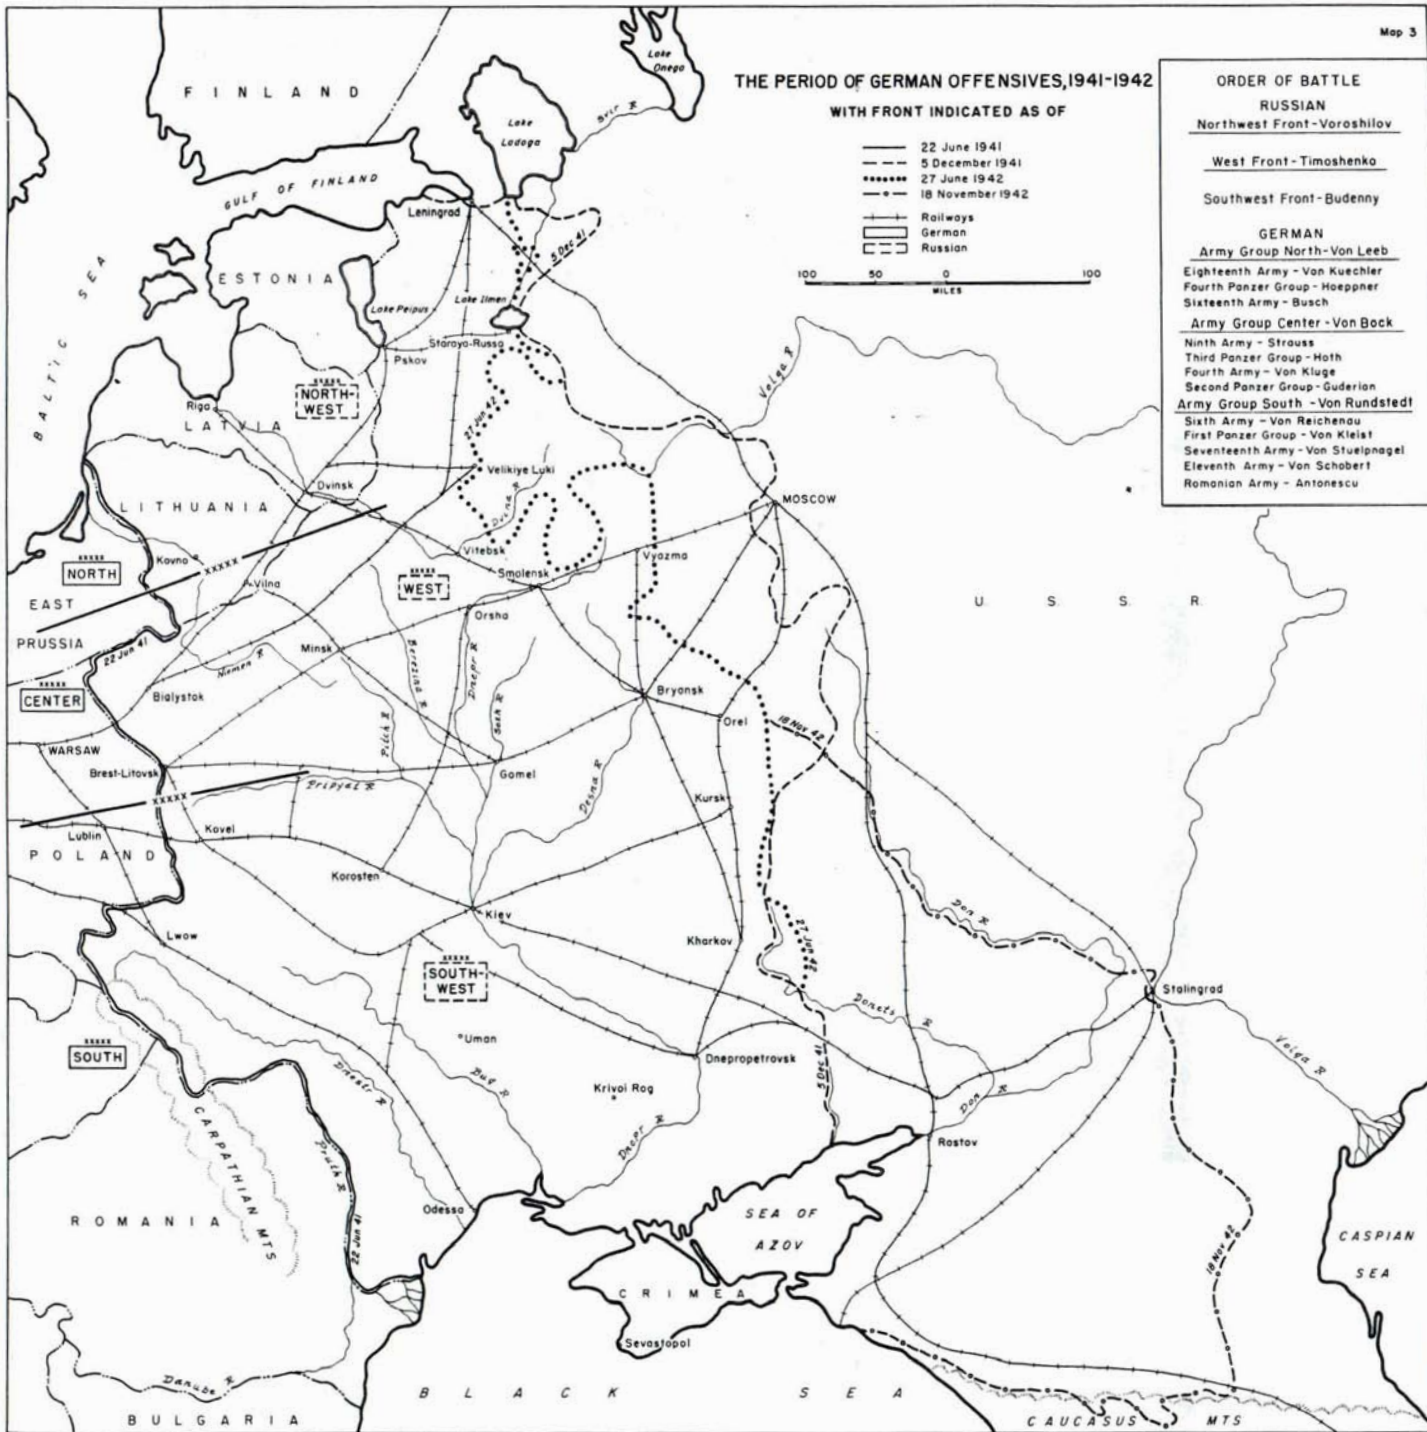 Map 3
THE PERIOD OF GERMAN OFFENSIVES, 1941-1942
WITH FRONT INDICATED AS OF
22 June 1941
5 December 1941
27 June 1942
18 November 1942
Railways
German
Russian
100 50 0 100
MILES
ORDER OF BATTLE
RUSSIAN
Northwest Front-Voroshilov
West Front-Timoshenko
Southwest Front-Budenny
GERMAN
Army Group North-Von Leeb
Eighteenth Army - Von Kuechler
Fourth Panzer Group - Hoeppner
Sixteenth Army - Busch
Army Group Center - Von Bock
Ninth Army - Strauss
Third Panzer Group - Hoth
Fourth Army - Von Kluge
Second Panzer Group - Guderian
Army Group South - Von Rundstedt
Sixth Army - Von Reichenau
First Panzer Group - Von Kleist
Seventeenth Army - Von Stuelpnagel
Eleventh Army - Von Schobert
Romanian Army - Antonescu
FINLAND
Lake Onega
Lake Ladoga
Svir R
GULF OF FINLAND
Leningrad
5 Dec 41
BALTIC SEA
ESTONIA
Lake Peipus
Lake Ilmen
Staraya-Russa
Pskov
Volga R
xxxxx
NORTH-WEST
27 Jun 42
Riga
LATVIA
Velikiye Luki
Dvinsk
Dvina R
MOSCOW
LITHUANIA
Kovno
xxxxx
Vitebsk
Vyazma
xxxxx
NORTH
Vilna
xxxxx
WEST
Smolensk
EAST PRUSSIA
Orsha
U. S. S. R.
22 Jun 41
Niemen R
Minsk
Berezina R
Dnepr R
xxxxx
CENTER
Bialystok
Sozh R
Bryansk
Orel
18 Nov 42
Ptich R
WARSAW
Brest-Litovsk
Gomel
xxxxx
Pripyat R
Desna R
Kursk
Lublin
Kovel
POLAND
Korosten
Kiev
Don R
Lwow
Kharkov
27 Jun 42
xxxxx
SOUTH-WEST
Stalingrad
Donets R
Uman
xxxxx
SOUTH
Dnepropetrovsk
Volga R
Dnestr R
Bug R
Krivoi Rog
5 Dec 41
Don R
CARPATHIAN MTS
Pruth R
Dnepr R
Rostov
ROMANIA
22 Jun 41
Odessa
SEA OF AZOV
18 Nov 42
CASPIAN SEA
CRIMEA
Sevastopol
Danube R
BULGARIA
BLACK SEA
CAUCASUS MTS